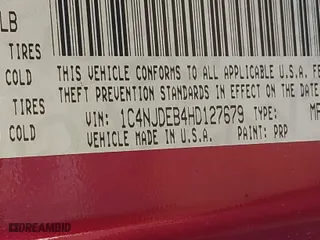 LB
TIRES
COLD
THIS VEHICLE CONFORMS TO ALL APPLICABLE U.S.A. FE
TIRES
THEFT PREVENTION STANDARDS IN EFFECT ON THE DATE
COLD
VIN: 1C4NJDEB4HD127679 TYPE: MP
VEHICLE MADE IN U.S.A. PAINT: PRP
DREAMBID